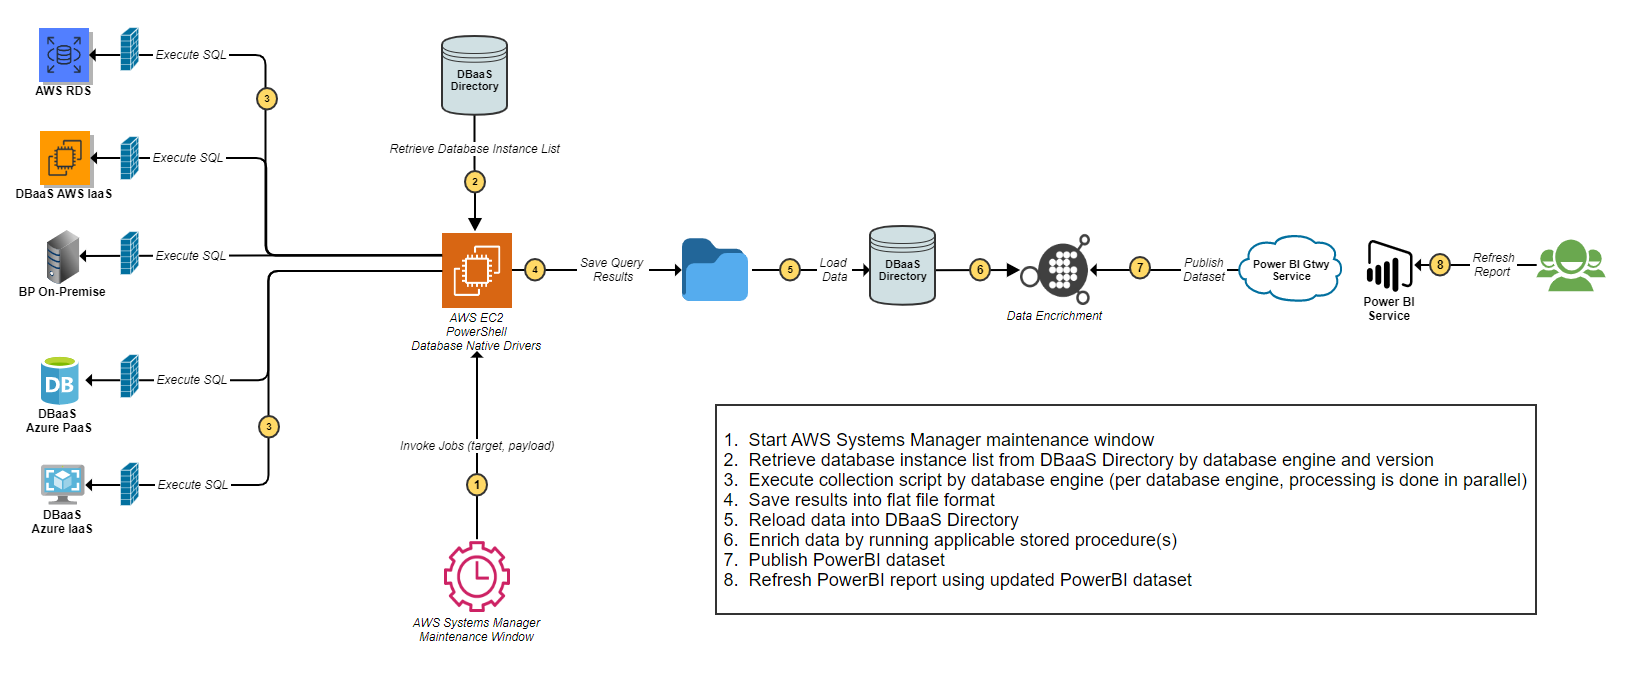 Execute SQL
AWS RDS
3
DBaaS
Directory
Retrieve Database Instance List
2
Execute SQL
DBaaS AWS IaaS
Execute SQL
BP On-Premise
4
Save Query
Results
AWS EC2
PowerShell
Database Native Drivers
5
Load
Data
DBaaS
Directory
6
Data Encrichment
7
Publish
Dataset
Power BI Gtwy
Service
Power BI
Service
8
Refresh
Report
Execute SQL
DB
DBaaS
Azure PaaS
3
Execute SQL
DBaaS
Azure IaaS
Invoke Jobs (target, payload)
1
AWS Systems Manager
Maintenance Window
1. Start AWS Systems Manager maintenance window
2. Retrieve database instance list from DBaaS Directory by database engine and version
3. Execute collection script by database engine (per database engine, processing is done in parallel)
4. Save results into flat file format
5. Reload data into DBaaS Directory
6. Enrich data by running applicable stored procedure(s)
7. Publish PowerBI dataset
8. Refresh PowerBI report using updated PowerBI dataset